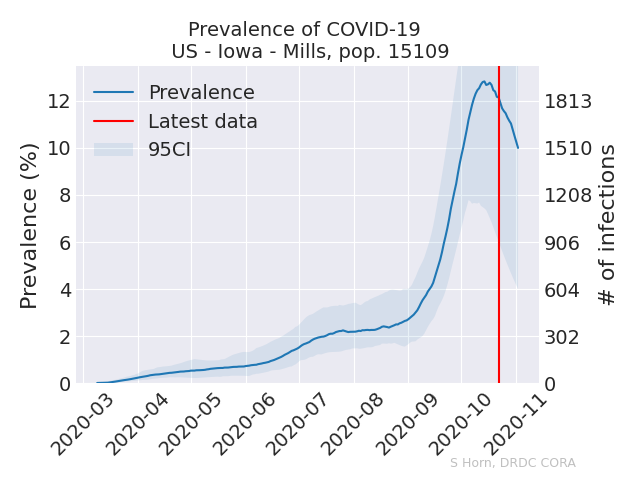 Prevalence of COVID-19
US - Iowa - Mills, pop. 15109
Prevalence
Latest data
95CI
Prevalence (%)
12
10
8
6
4
2
0
1813
1510
1208
906
604
302
0
# of infections
2020-03
2020-04
2020-05
2020-06
2020-07
2020-08
2020-09
2020-10
2020-11
S Horn, DRDC CORA